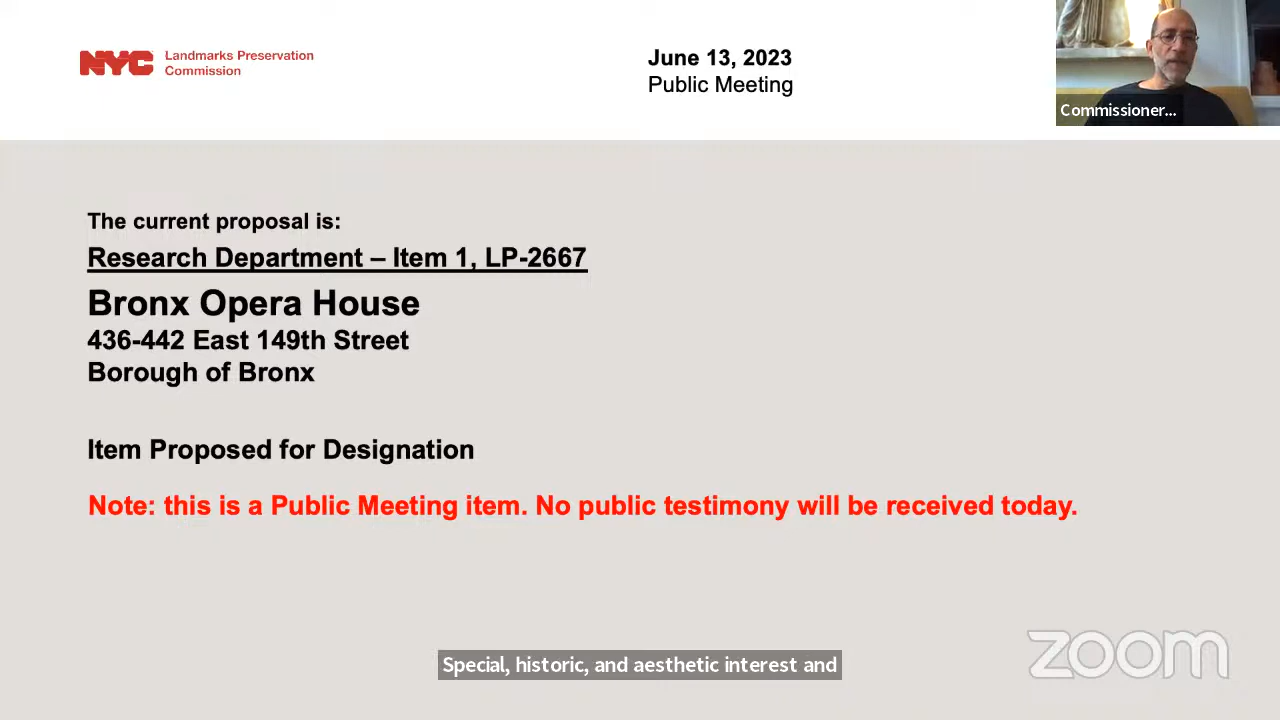 NYC
Landmarks Preservation
Commission
June 13, 2023
Public Meeting
Commissioner...
The current proposal is:
Research Department – Item 1, LP-2667
Bronx Opera House
436-442 East 149th Street
Borough of Bronx
Item Proposed for Designation
Note: this is a Public Meeting item. No public testimony will be received today.
Special, historic, and aesthetic interest and
zoom